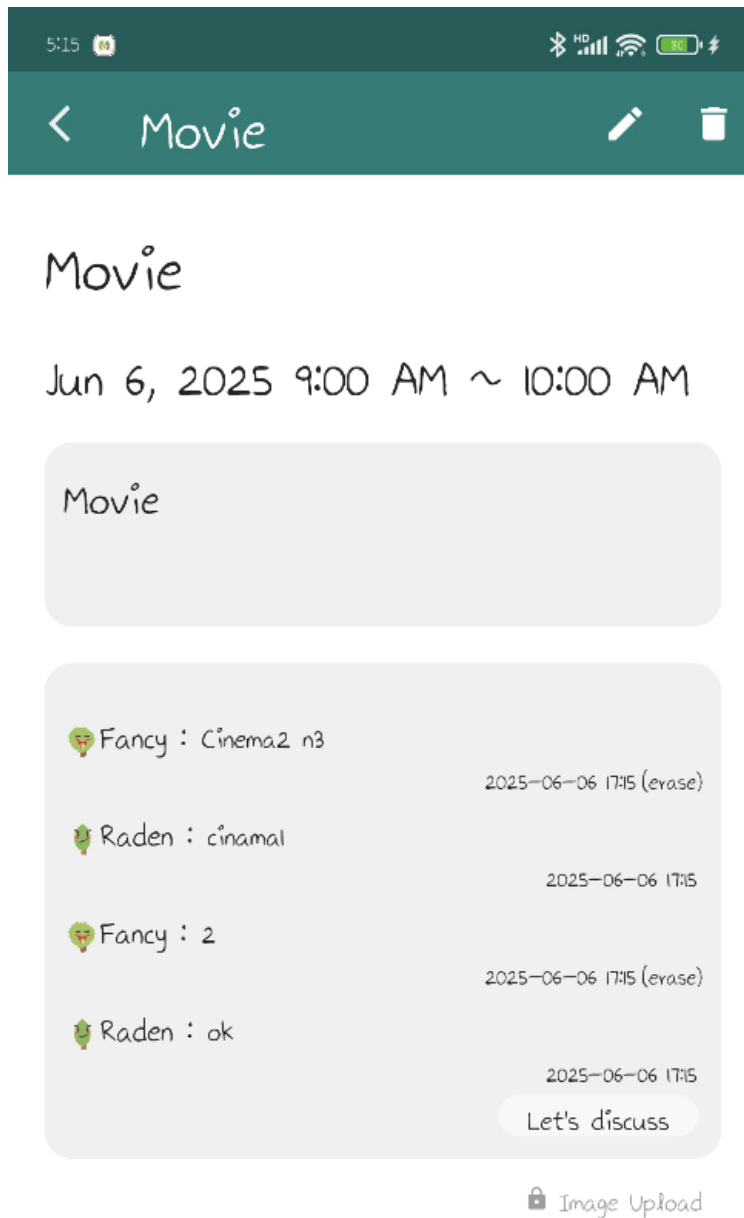 5:15
HD 80
Movie
Movie
Jun 6, 2025 9:00 AM ~ 10:00 AM
Movie
Fancy : Cinema2 n3
2025-06-06 17:15 (erase)
Raden : cinama1
2025-06-06 17:15
Fancy : 2
2025-06-06 17:15 (erase)
Raden : ok
2025-06-06 17:15
Let's discuss
Image Upload